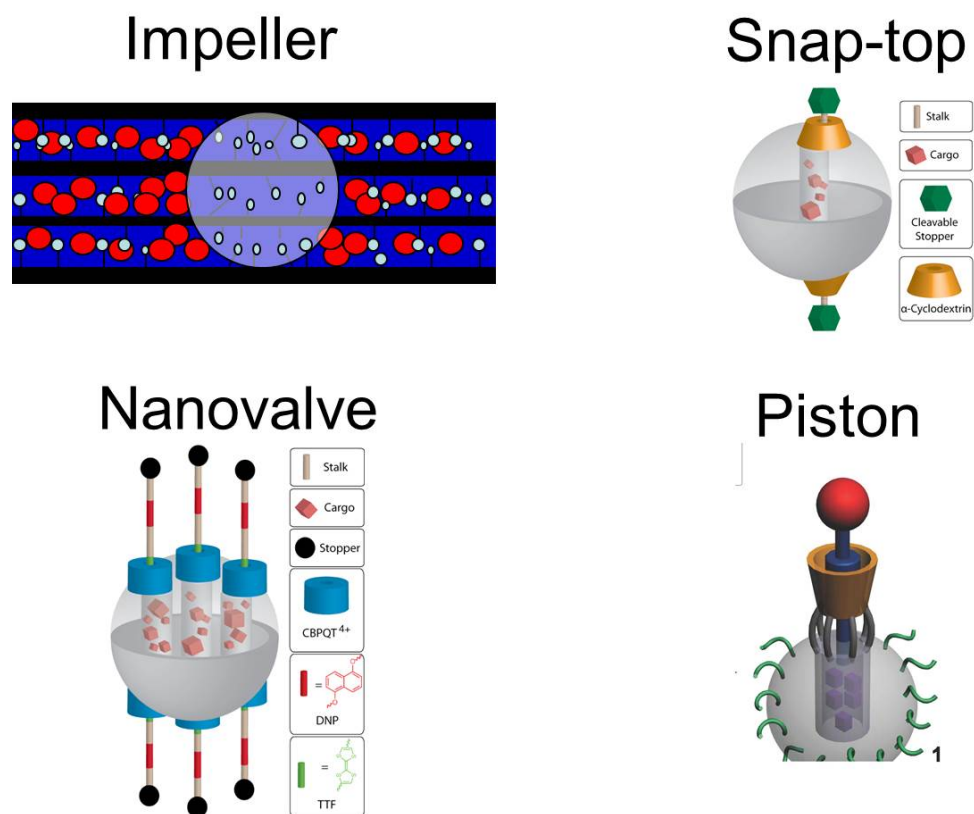 Impeller
Snap-top
Stalk
Cargo
Cleavable
Stopper
α-Cyclodextrin
Nanovalve
Stalk
Cargo
Stopper
CBPQT4+
=
O
O
DNP
=
TTF
Piston
1